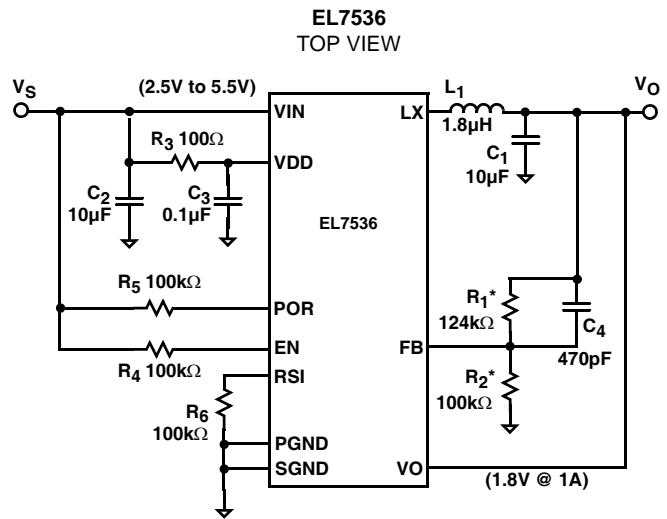 EL7536
TOP VIEW
VS
(2.5V to 5.5V)
VIN
LX
L1
1.8µH
VO
R3 100Ω
VDD
C1
10µF
C2
10µF
C3
0.1µF
EL7536
R5 100kΩ
POR
R1*
124kΩ
C4
470pF
EN
FB
R4 100kΩ
RSI
R2*
100kΩ
R6
100kΩ
PGND
SGND
VO
(1.8V @ 1A)